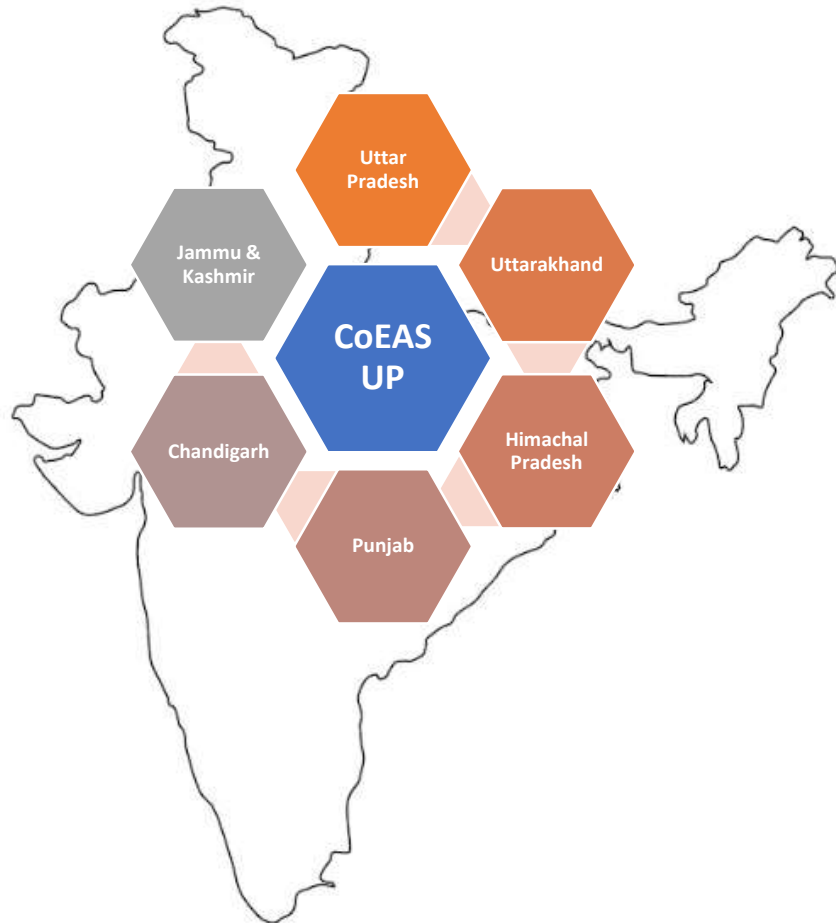 Uttar
Pradesh
Jammu &
Kashmir
Uttarakhand
CoEAS
UP
Chandigarh
Himachal
Pradesh
Punjab